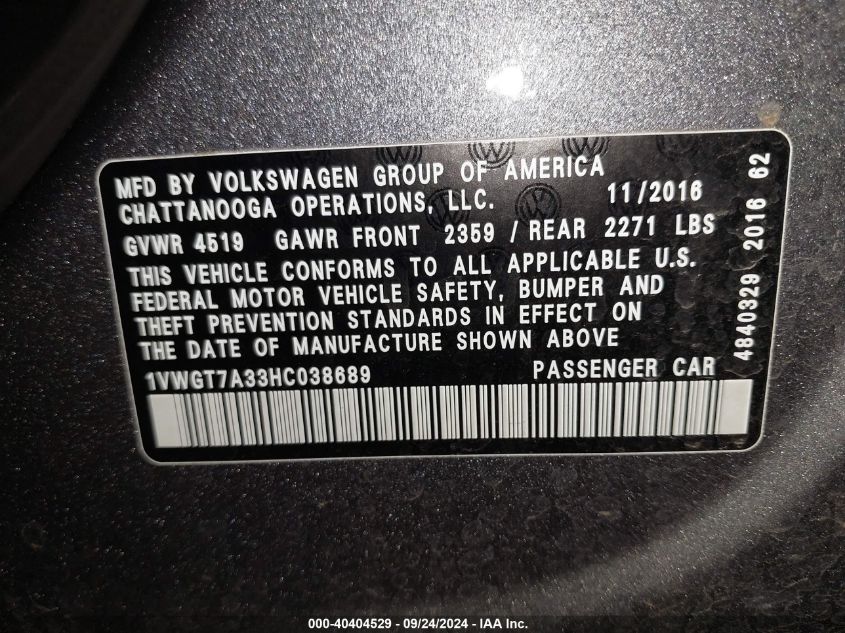 MFD BY VOLKSWAGEN GROUP OF AMERICA
CHATTANOOGA OPERATIONS, LLC. 11/2016
GVWR 4519 GAWR FRONT 2359 / REAR 2271 LBS
THIS VEHICLE CONFORMS TO ALL APPLICABLE U.S.
FEDERAL MOTOR VEHICLE SAFETY, BUMPER AND
THEFT PREVENTION STANDARDS IN EFFECT ON
THE DATE OF MANUFACTURE SHOWN ABOVE
1VWGT7A33HC038689 PASSENGER CAR
4840329 2016 62
000-40404529 - 09/24/2024 - IAA Inc.